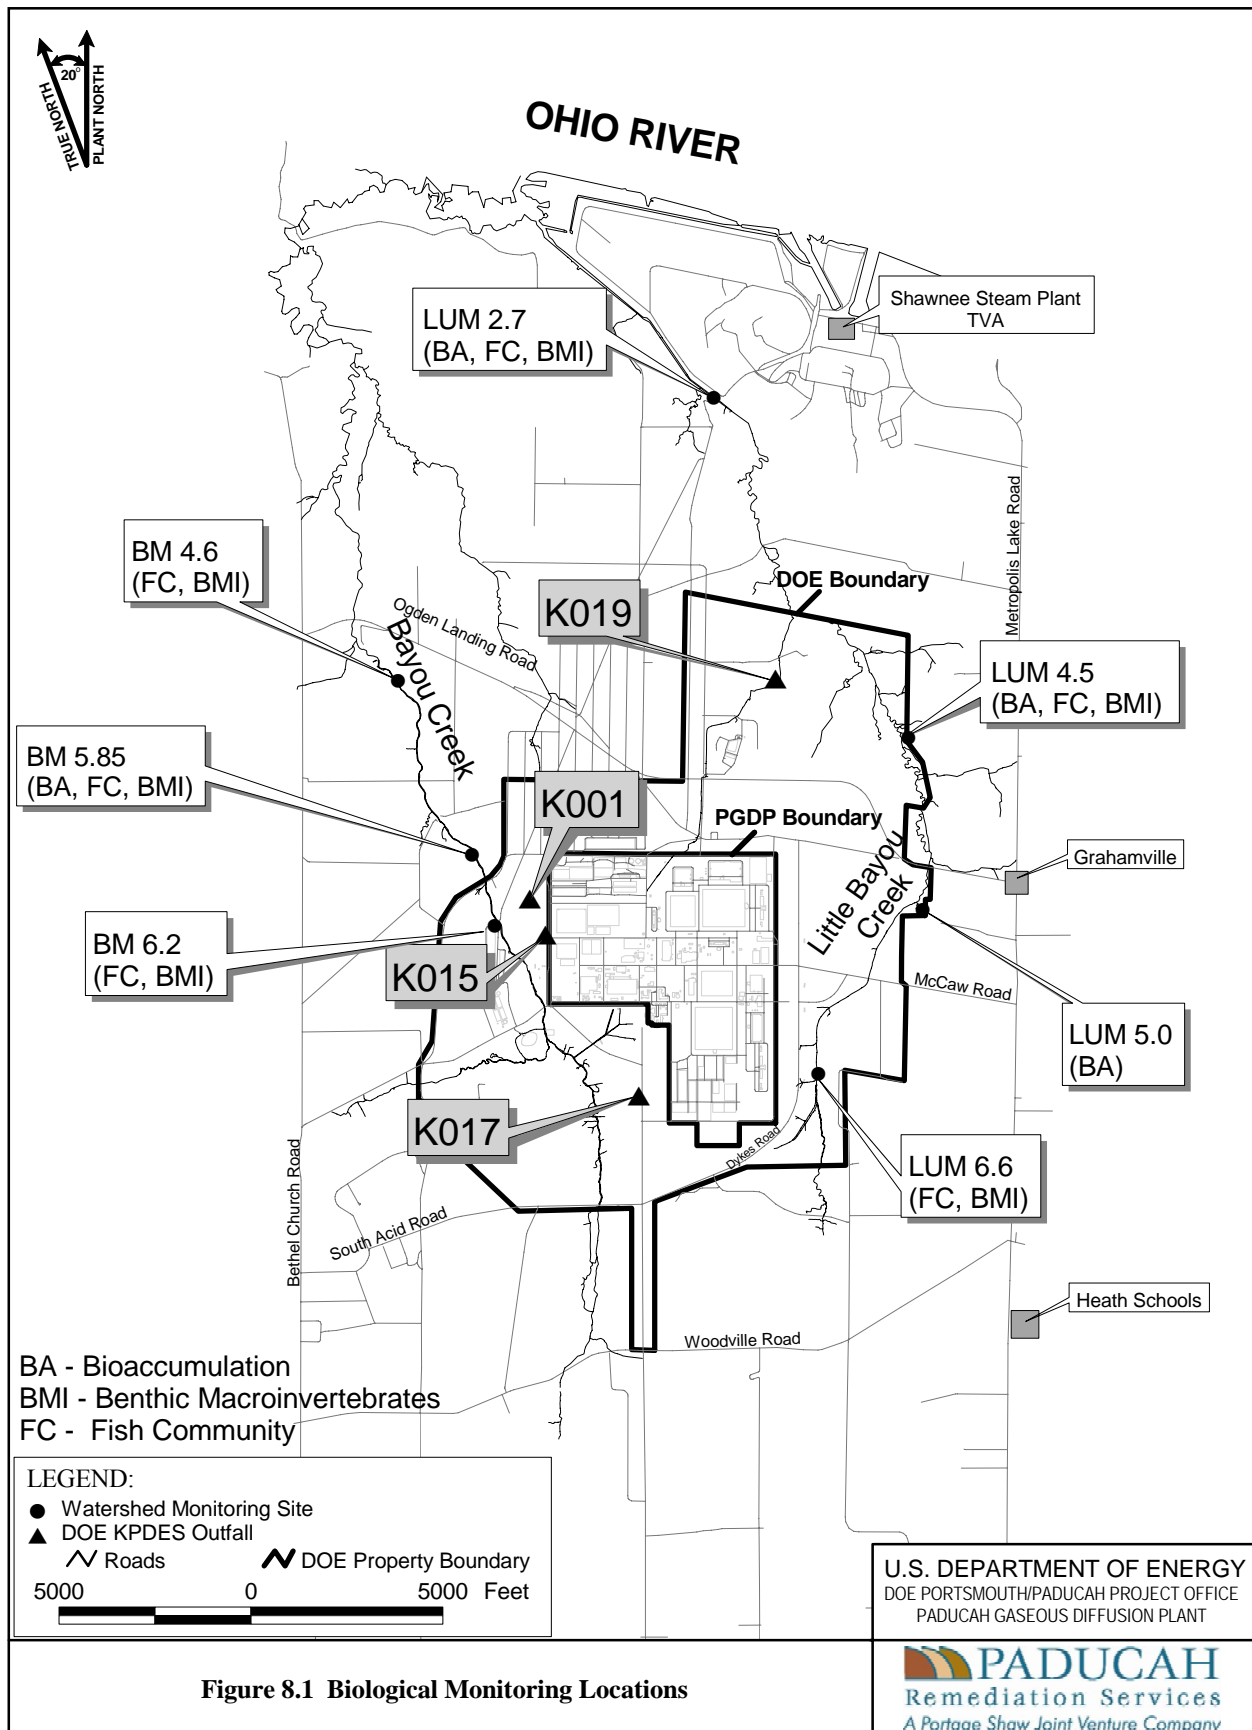 20°
TRUE NORTH
PLANT NORTH
OHIO RIVER
Shawnee Steam Plant
TVA
LUM 2.7
(BA, FC, BMI)
Metropolis Lake Road
BM 4.6
(FC, BMI)
K019
DOE Boundary
Ogden Landing Road
Bayou Creek
LUM 4.5
(BA, FC, BMI)
BM 5.85
(BA, FC, BMI)
K001
PGDP Boundary
Grahamville
Little Bayou
Creek
BM 6.2
(FC, BMI)
K015
McCaw Road
LUM 5.0
(BA)
K017
Dykes Road
LUM 6.6
(FC, BMI)
Bethel Church Road
South Acid Road
Heath Schools
Woodville Road
BA - Bioaccumulation
BMI - Benthic Macroinvertebrates
FC - Fish Community
LEGEND:
Watershed Monitoring Site
DOE KPDES Outfall
Roads
DOE Property Boundary
5000 0 5000 Feet
U.S. DEPARTMENT OF ENERGY
DOE PORTSMOUTH/PADUCAH PROJECT OFFICE
PADUCAH GASEOUS DIFFUSION PLANT
Figure 8.1 Biological Monitoring Locations
PADUCAH
Remediation Services
A Portage Shaw Joint Venture Company